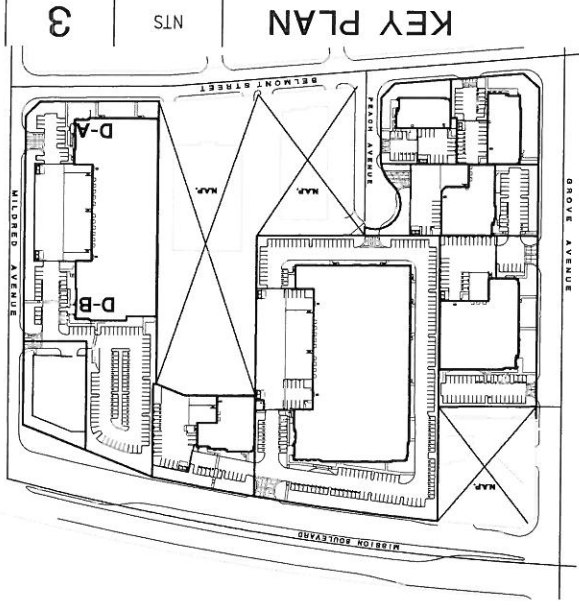 KEY PLAN
NTS
3
BELMONT STREET
PEACH AVENUE
GROVE AVENUE
MILDRED AVENUE
MISSION BOULEVARD
D-A
D-B
N.A.P.
N.A.P.
N.A.P.